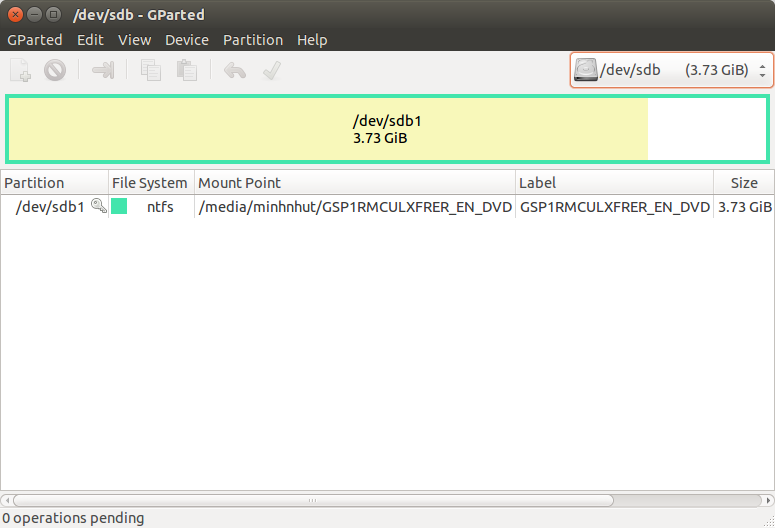 /dev/sdb - GParted
GParted Edit View Device Partition Help
/dev/sdb (3.73 GiB)
/dev/sdb1
3.73 GiB
Partition File System Mount Point Label Size
/dev/sdb1 ntfs /media/minhnhut/GSP1RMCULXFRER_EN_DVD GSP1RMCULXFRER_EN_DVD 3.73 GiB
0 operations pending